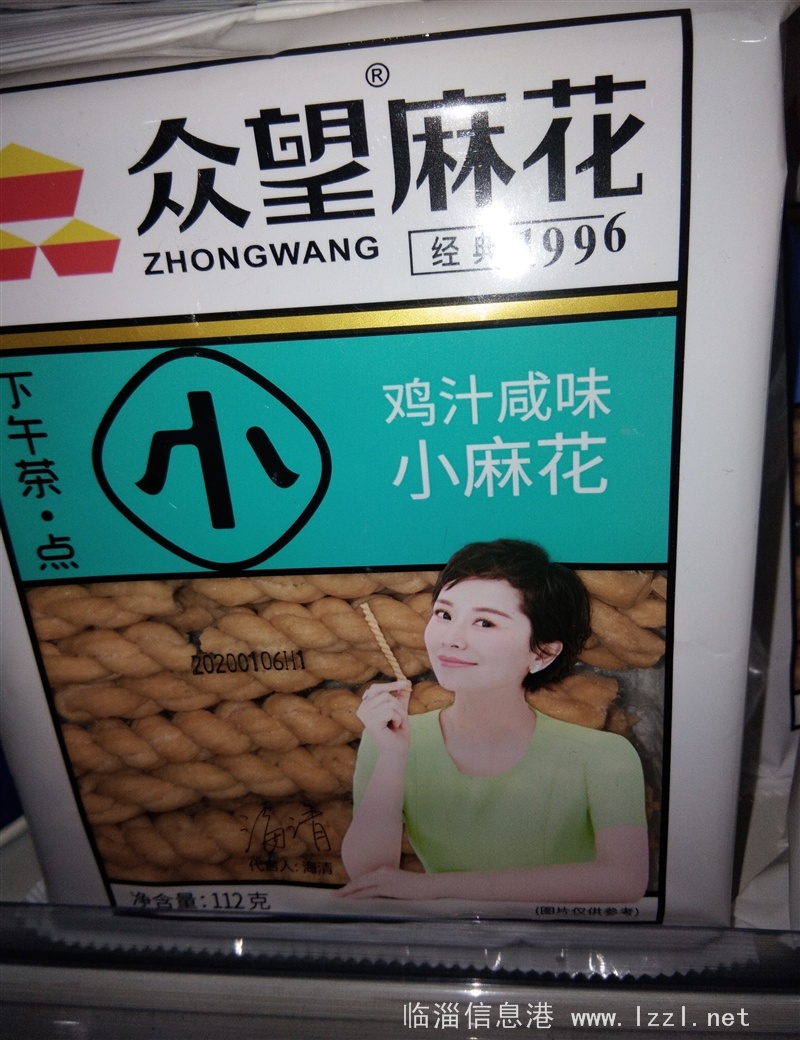 ®
众望麻花
ZHONGWANG
经典1996
下午茶·点
小
鸡汁咸味
小麻花
20200106H1
海清
代言人: 海清
净含量: 112克
(图片仅供参考)
临淄信息港 www.lzzl.net